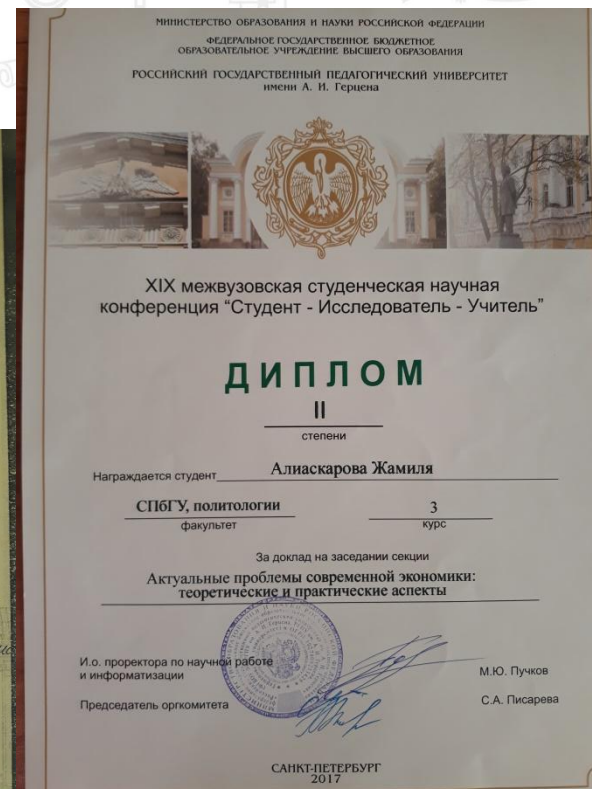 МИНИСТЕРСТВО ОБРАЗОВАНИЯ И НАУКИ РОССИЙСКОЙ ФЕДЕРАЦИИ
ФЕДЕРАЛЬНОЕ ГОСУДАРСТВЕННОЕ БЮДЖЕТНОЕ
ОБРАЗОВАТЕЛЬНОЕ УЧРЕЖДЕНИЕ ВЫСШЕГО ОБРАЗОВАНИЯ
РОССИЙСКИЙ ГОСУДАРСТВЕННЫЙ ПЕДАГОГИЧЕСКИЙ УНИВЕРСИТЕТ
имени А. И. Герцена
XIX межвузовская студенческая научная
конференция "Студент - Исследователь - Учитель"
ДИПЛОМ
II
степени
Награждается студент Алиаскарова Жамиля
СПбГУ, политологии 3
факультет курс
За доклад на заседании секции
Актуальные проблемы современной экономики:
теоретические и практические аспекты
И.о. проректора по научной работе
и информатизации М.Ю. Пучков
Председатель оргкомитета С.А. Писарева
САНКТ-ПЕТЕРБУРГ
2017